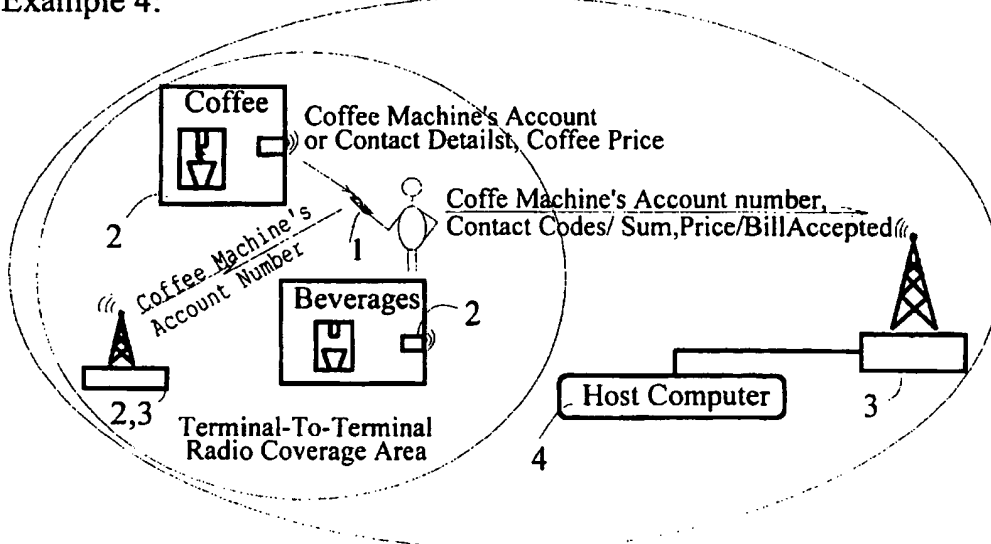 Example 4:
Coffee
Coffee Machine's Account
or Contact Detailst, Coffee Price
Coffe Machine's Account number,
Contact Codes/ Sum,Price/BillAccepted
2
1
Coffee Machine's
Account Number
Beverages
2
2,3
Terminal-To-Terminal
Radio Coverage Area
Host Computer
3
4